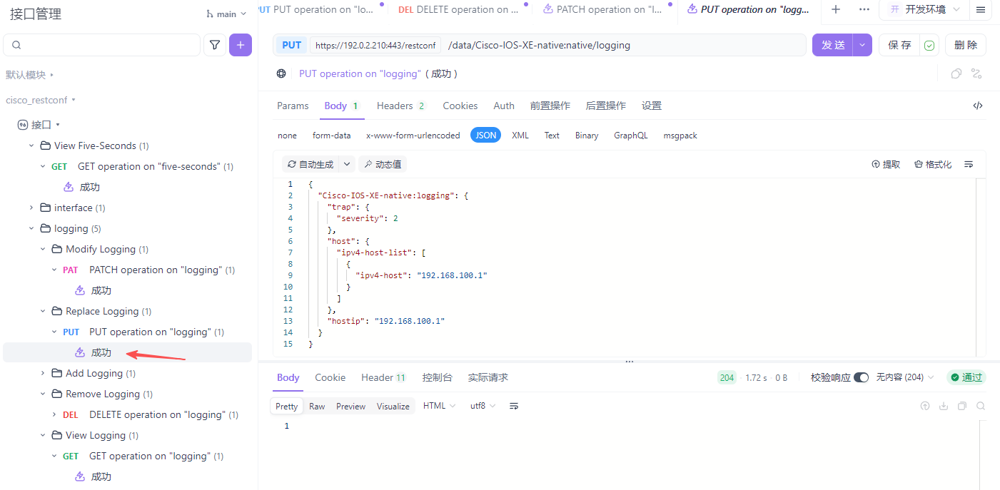 接口管理
main
PUT operation on "lo...
DEL DELETE operation on ...
PATCH operation on "l...
PUT operation on "logg...
开 开发环境
PUT https://192.0.2.210:443/restconf /data/Cisco-IOS-XE-native:native/logging
发送
保存
删除
默认模块
PUT operation on "logging" ( 成功 )
cisco_restconf
Params Body 1 Headers 2 Cookies Auth 前置操作 后置操作 设置
接口
none form-data x-www-form-urlencoded JSON XML Text Binary GraphQL msgpack
View Five-Seconds (1)
GET GET operation on "five-seconds" (1)
成功
interface (1)
logging (5)
Modify Logging (1)
PAT PATCH operation on "logging" (1)
成功
Replace Logging (1)
PUT PUT operation on "logging" (1)
成功
Add Logging (1)
Remove Logging (1)
DEL DELETE operation on "logging" (1)
View Logging (1)
GET GET operation on "logging" (1)
成功
自动生成 动态值 提取 格式化
1 {
2 "Cisco-IOS-XE-native:logging": {
3 "trap": {
4 "severity": 2
5 },
6 "host": {
7 "ipv4-host-list": [
8 {
9 "ipv4-host": "192.168.100.1"
10 }
11 ]
12 },
13 "hostip": "192.168.100.1"
14 }
15 }
Body Cookie Header 11 控制台 实际请求
204 · 1.72 s · 0 B
校验响应 无内容 (204) 通过
Pretty Raw Preview Visualize HTML utf8
1